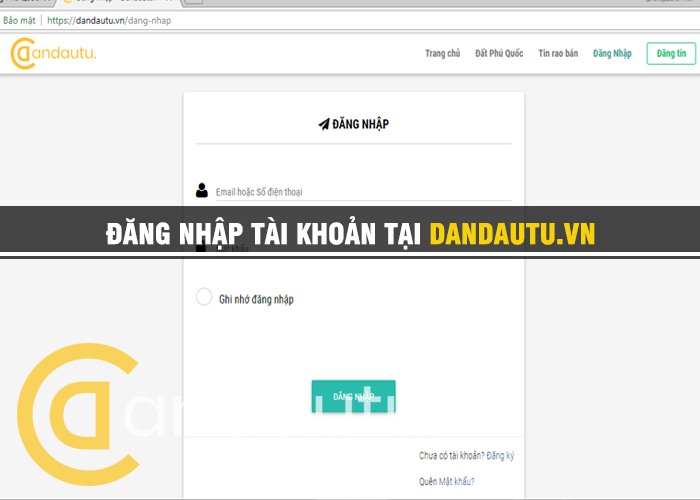 Bảo mật https://dandautu.vn/dang-nhap
andautu.
Trang chủ Đất Phú Quốc Tin rao bán Đăng Nhập Đăng tin
ĐĂNG NHẬP
Email hoặc Số điện thoại
ĐĂNG NHẬP TÀI KHOẢN TẠI DANDAUTU.VN
Ghi nhớ đăng nhập
ĐĂNG NHẬP
Chưa có tài khoản? Đăng ký
Quên Mật khẩu?